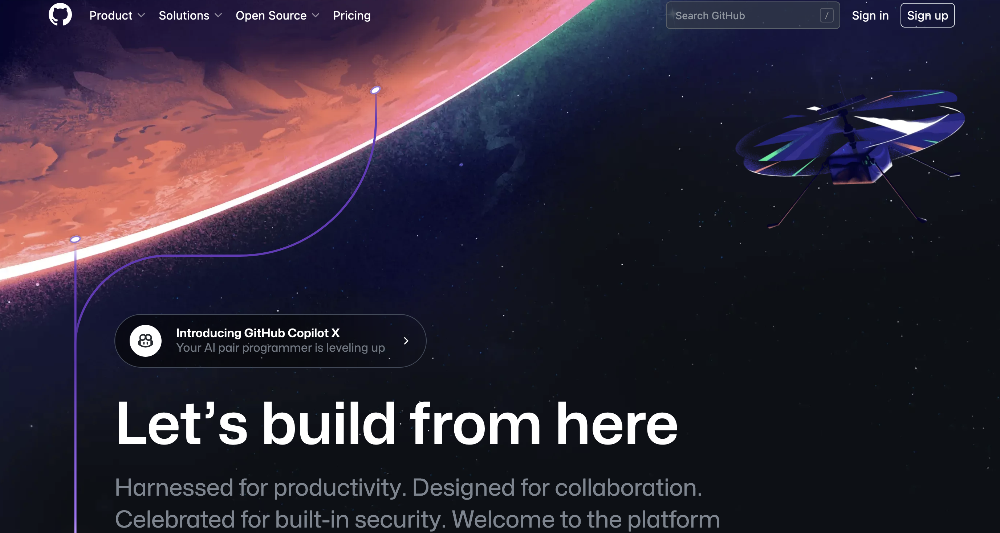 Product
Solutions
Open Source
Pricing
Search GitHub
/
Sign in
Sign up
Introducing GitHub Copilot X
Your AI pair programmer is leveling up
Let’s build from here
Harnessed for productivity. Designed for collaboration.
Celebrated for built-in security. Welcome to the platform